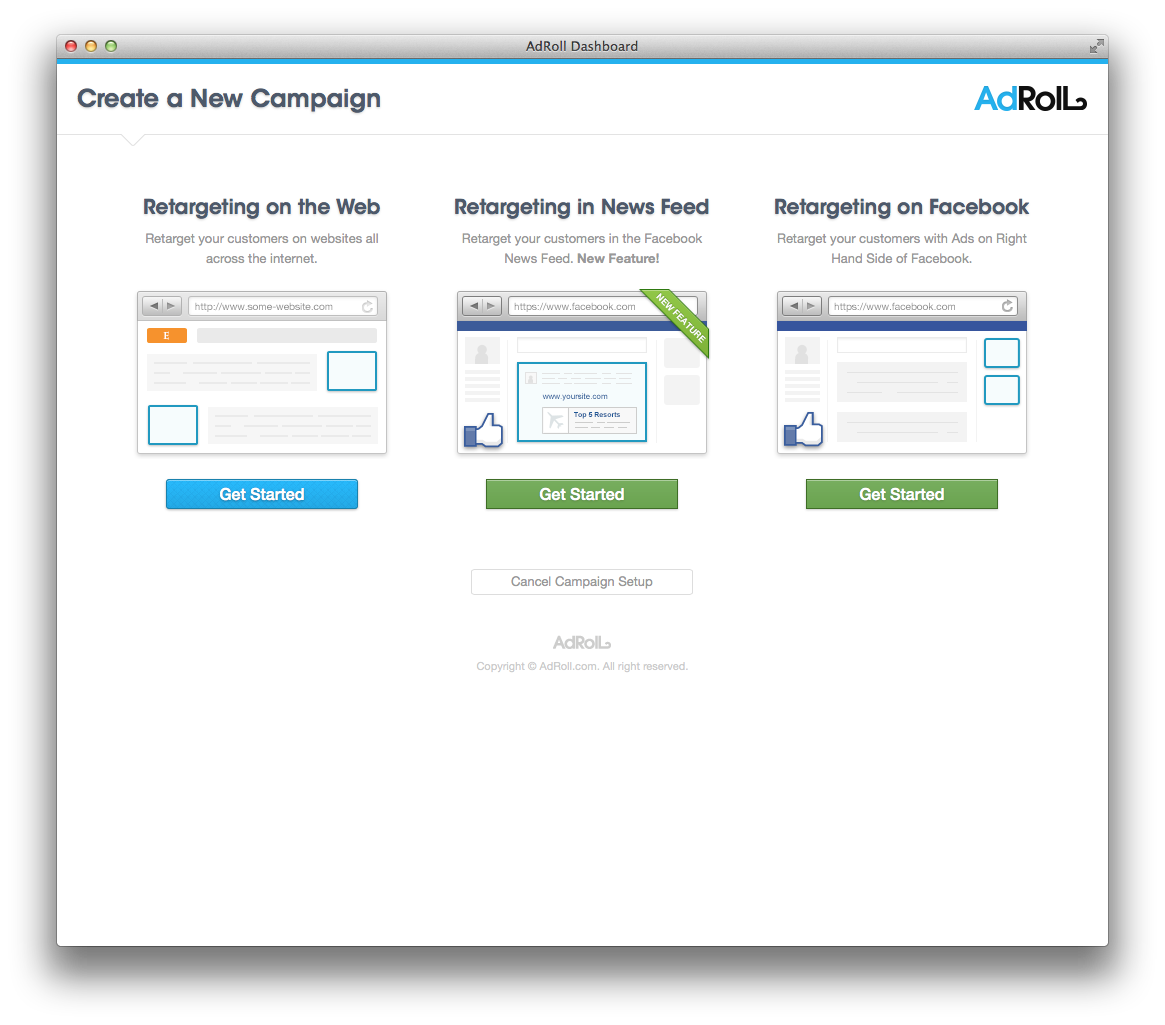 AdRoll Dashboard
Create a New Campaign
AdRoll
Retargeting on the Web
Retarget your customers on websites all
across the internet.
http://www.some-website.com
E
Get Started
Retargeting in News Feed
Retarget your customers in the Facebook
News Feed. New Feature!
https://www.facebook.com
NEW FEATURE
www.yoursite.com
Top 5 Resorts
Get Started
Retargeting on Facebook
Retarget your customers with Ads on Right
Hand Side of Facebook.
https://www.facebook.com
Get Started
Cancel Campaign Setup
AdRoll
Copyright © AdRoll.com. All right reserved.